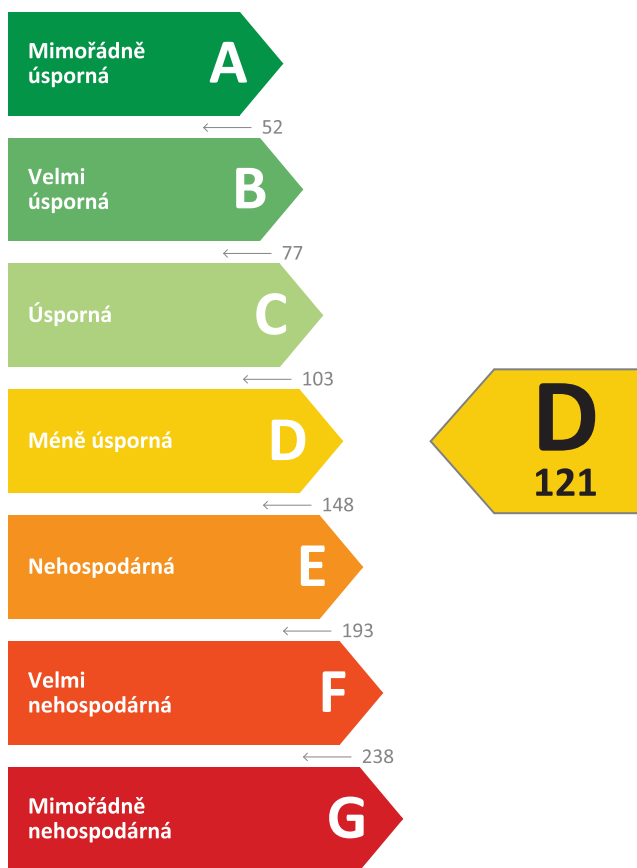 Mimořádně
úsporná
A
52
Velmi
úsporná
B
77
Úsporná
C
103
Méně úsporná
D
D
121
148
Nehospodárná
E
193
Velmi
nehospodárná
F
238
Mimořádně
nehospodárná
G